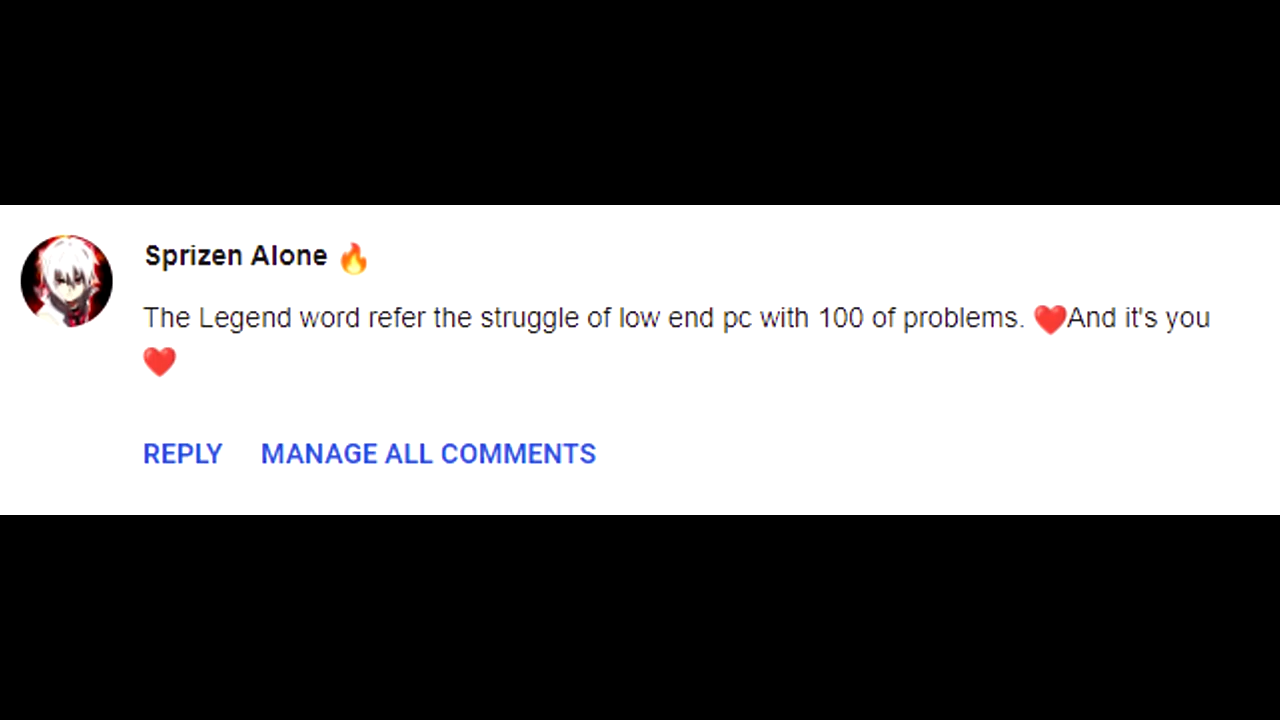 Sprizen Alone 🔥
The Legend word refer the struggle of low end pc with 100 of problems. ❤️And it's you
❤️
REPLY MANAGE ALL COMMENTS